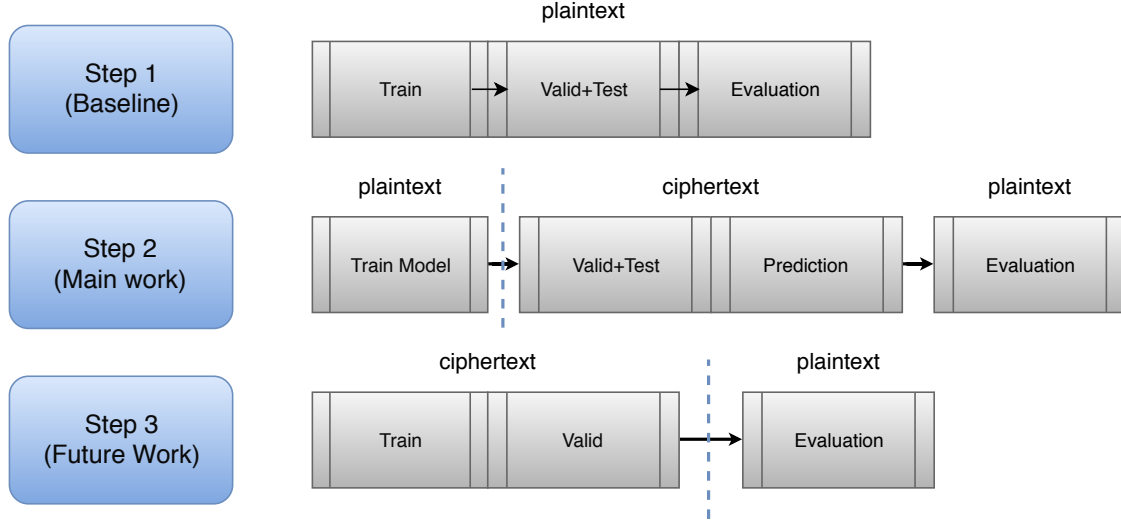 plaintext
Step 1
(Baseline)
Train
Valid+Test
Evaluation
plaintext
ciphertext
plaintext
Step 2
(Main work)
Train Model
Valid+Test
Prediction
Evaluation
ciphertext
plaintext
Step 3
(Future Work)
Train
Valid
Evaluation